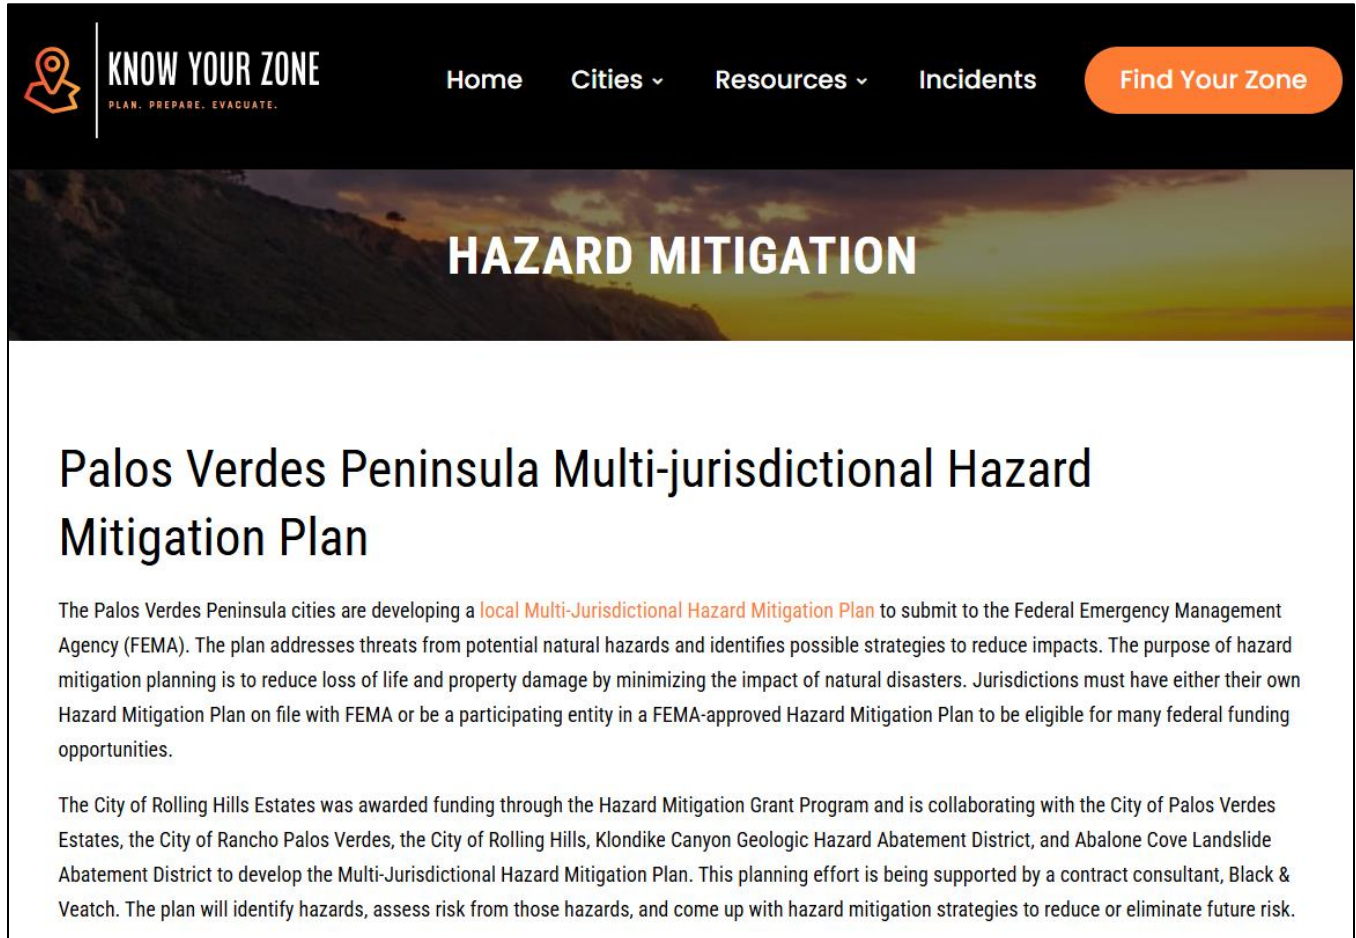 KNOW YOUR ZONE
PLAN. PREPARE. EVACUATE.
Home Cities Resources Incidents Find Your Zone
HAZARD MITIGATION
Palos Verdes Peninsula Multi-jurisdictional Hazard
Mitigation Plan
The Palos Verdes Peninsula cities are developing a local Multi-Jurisdictional Hazard Mitigation Plan to submit to the Federal Emergency Management
Agency (FEMA). The plan addresses threats from potential natural hazards and identifies possible strategies to reduce impacts. The purpose of hazard
mitigation planning is to reduce loss of life and property damage by minimizing the impact of natural disasters. Jurisdictions must have either their own
Hazard Mitigation Plan on file with FEMA or be a participating entity in a FEMA-approved Hazard Mitigation Plan to be eligible for many federal funding
opportunities.
The City of Rolling Hills Estates was awarded funding through the Hazard Mitigation Grant Program and is collaborating with the City of Palos Verdes
Estates, the City of Rancho Palos Verdes, the City of Rolling Hills, Klondike Canyon Geologic Hazard Abatement District, and Abalone Cove Landslide
Abatement District to develop the Multi-Jurisdictional Hazard Mitigation Plan. This planning effort is being supported by a contract consultant, Black &
Veatch. The plan will identify hazards, assess risk from those hazards, and come up with hazard mitigation strategies to reduce or eliminate future risk.